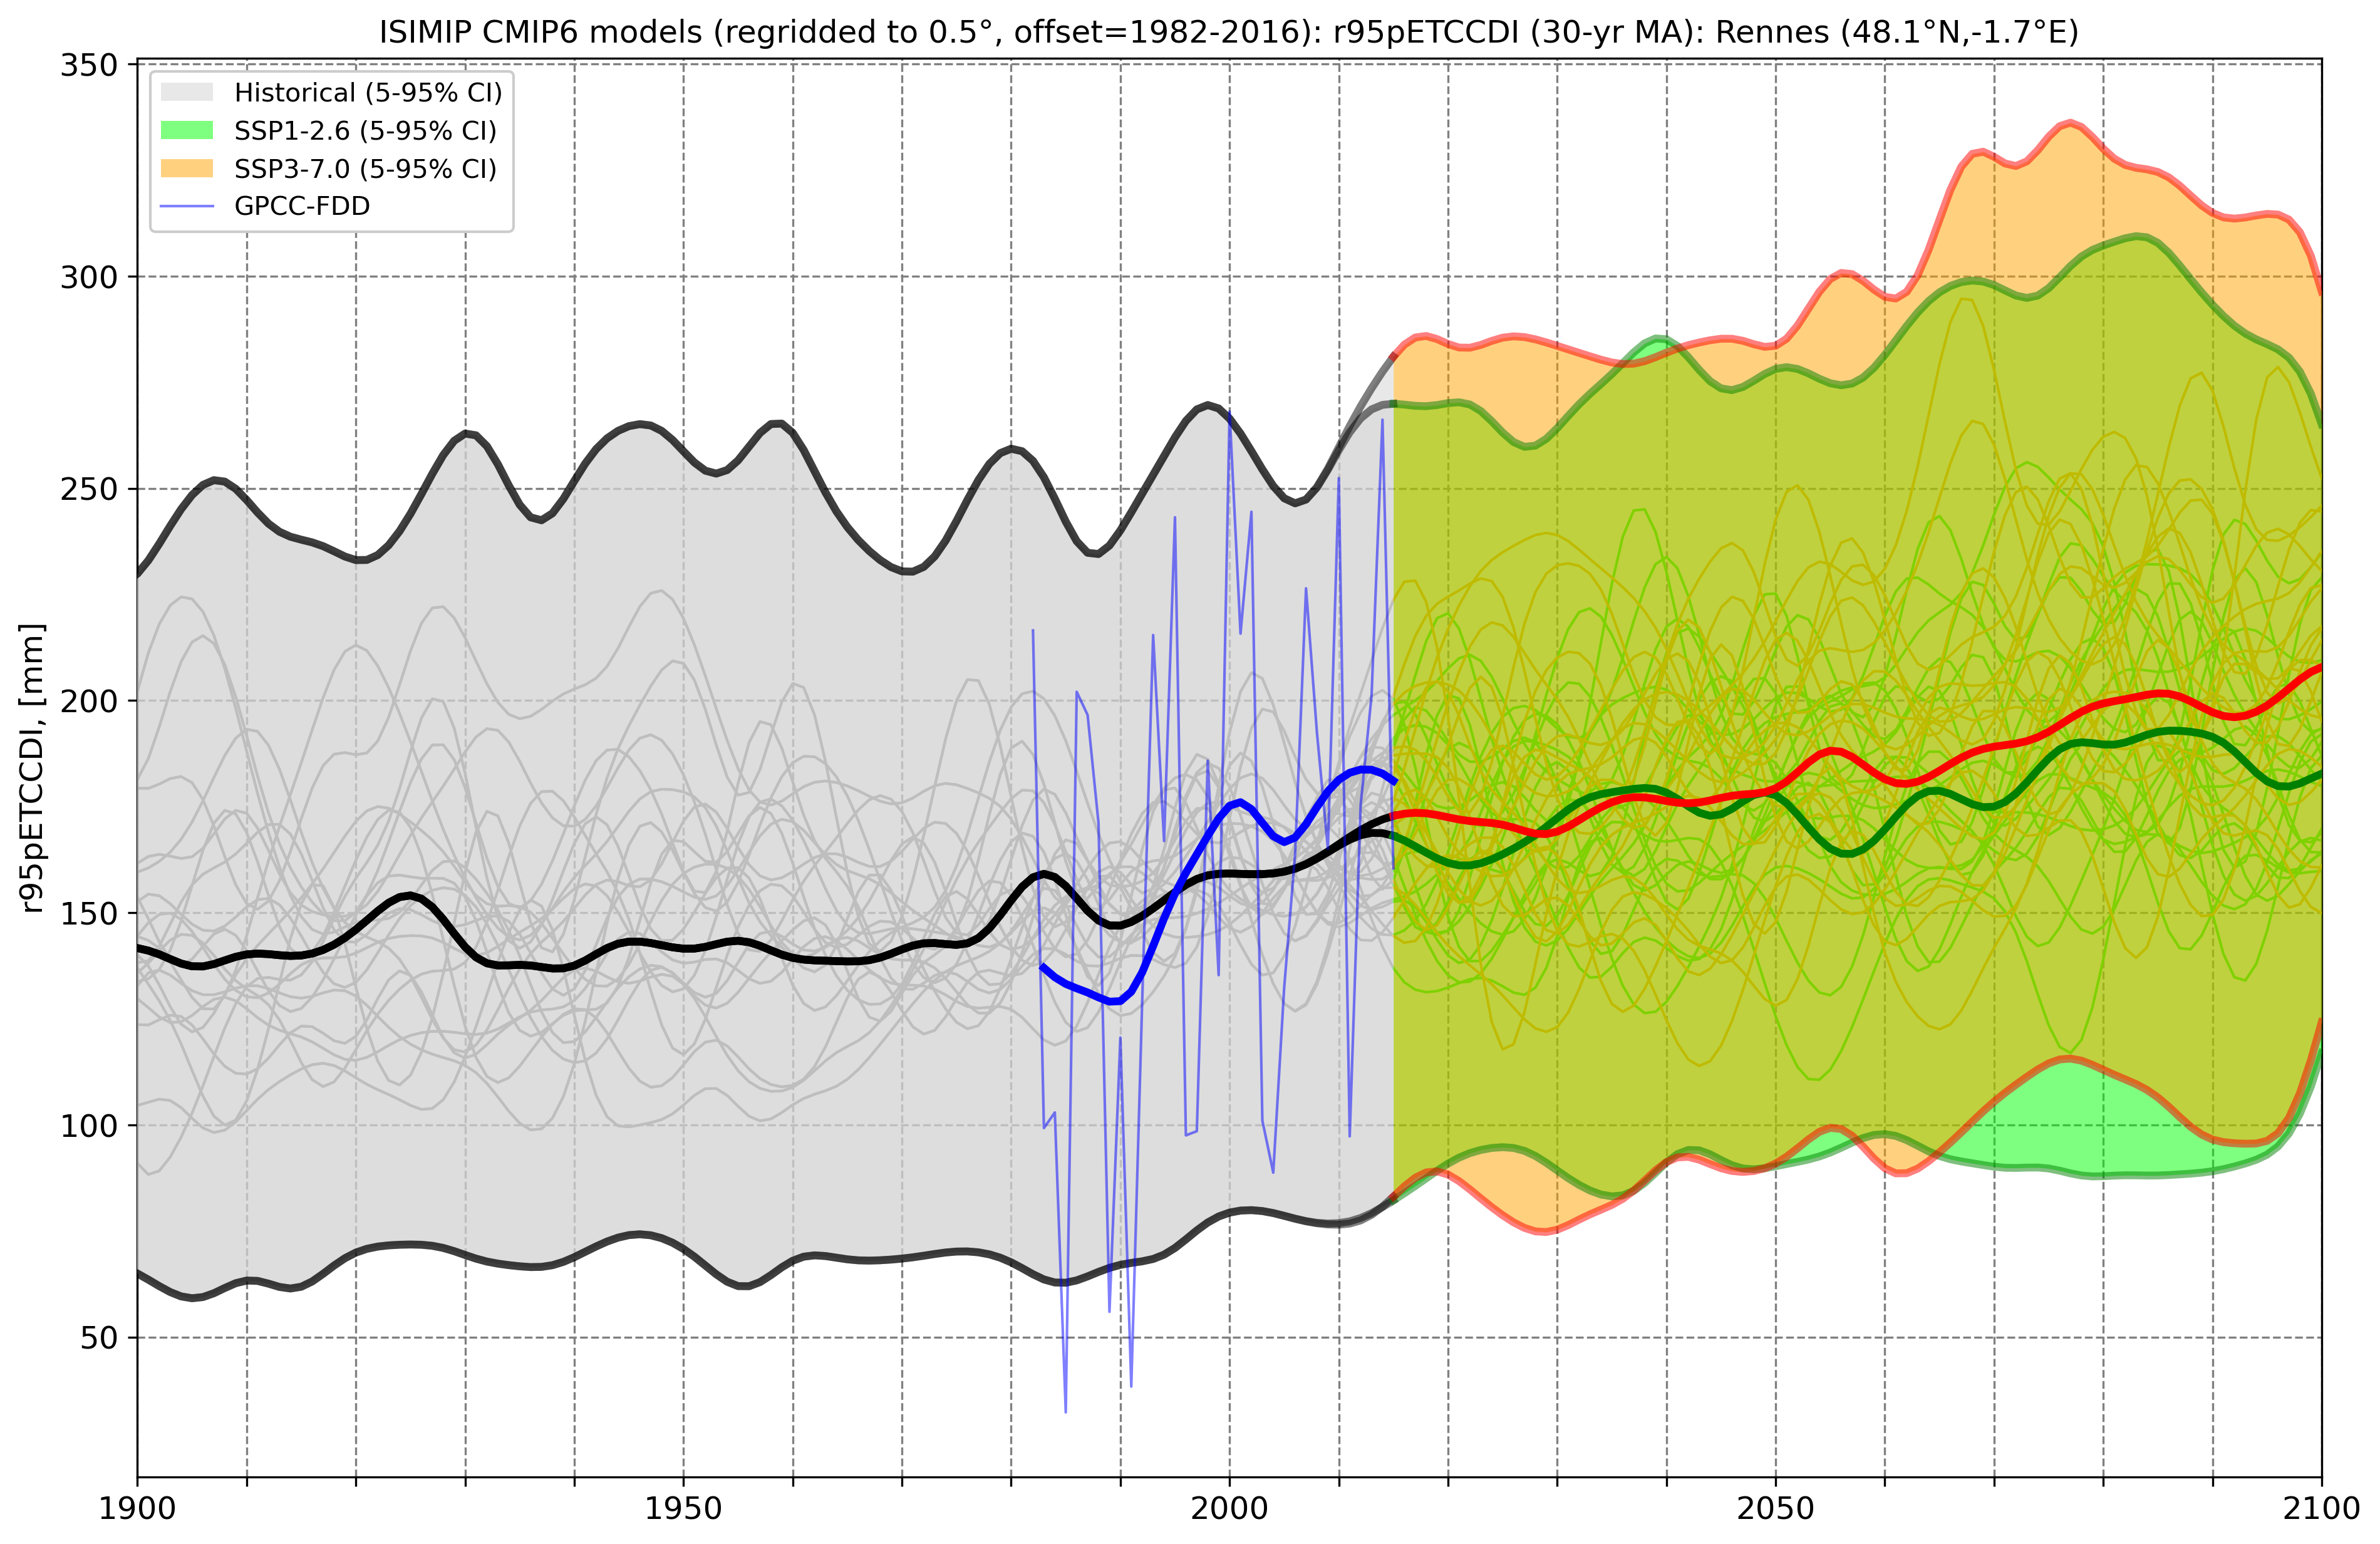 ISIMIP CMIP6 models (regridded to 0.5°, offset=1982-2016): r95pETCCDI (30-yr MA): Rennes (48.1°N,-1.7°E)
350
300
250
200
150
100
50
r95pETCCDI, [mm]
Historical (5-95% CI)
SSP1-2.6 (5-95% CI)
SSP3-7.0 (5-95% CI)
GPCC-FDD
1900 1950 2000 2050 2100